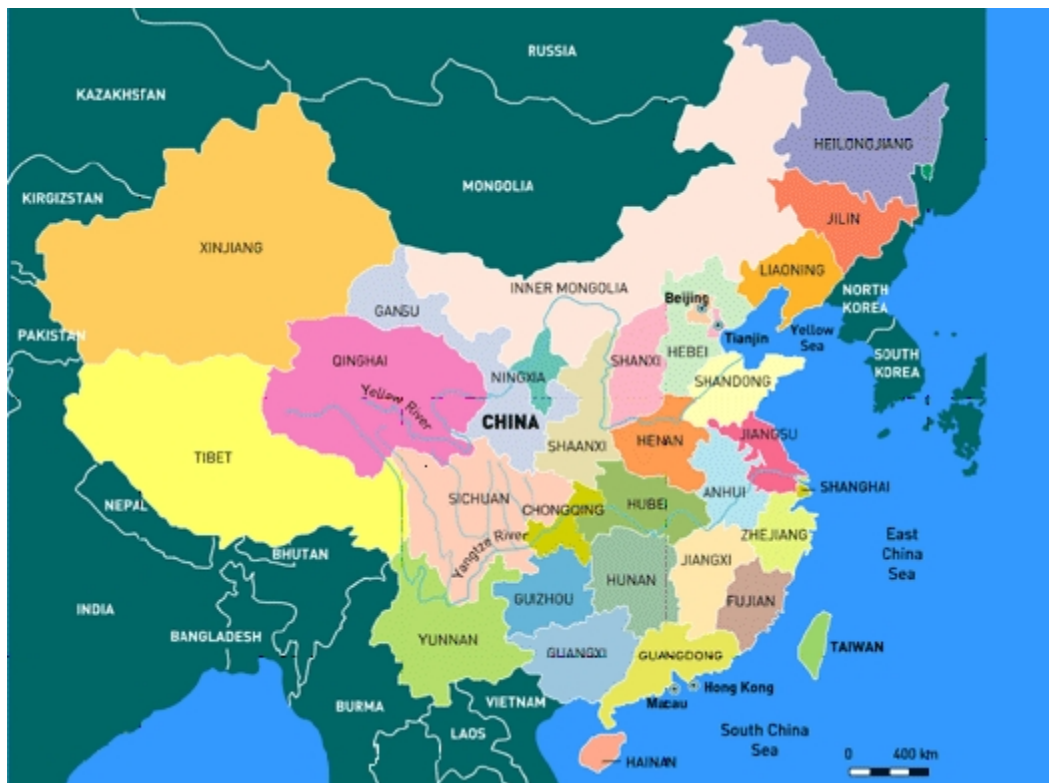 RUSSIA
KAZAKHSTAN
HEILONGJIANG
MONGOLIA
KIRGIZSTAN
JILIN
XINJIANG
LIAONING
INNER MONGOLIA
NORTH
KOREA
Beijing
GANSU
Tianjin
Yellow
Sea
PAKISTAN
QINGHAI
NINGXIA
SHANXI
HEBEI
SOUTH
KOREA
SHANDONG
Yellow River
CHINA
SHAANXI
HENAN
JIANGSU
TIBET
SICHUAN
CHONGQING
HUBEI
ANHUI
SHANGHAI
NEPAL
Yangtze River
ZHEJIANG
East
China
Sea
BHUTAN
JIANGXI
HUNAN
GUIZHOU
FUJIAN
INDIA
BANGLADESH
YUNNAN
GUANGXI
GUANGDONG
TAIWAN
Hong Kong
Macau
BURMA
VIETNAM
LAOS
South China
Sea
HAINAN
0 400 km